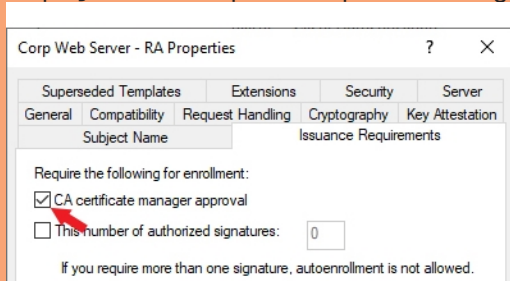 Corp Web Server - RA Properties ? X
Superseded Templates Extensions Security Server
General Compatibility Request Handling Cryptography Key Attestation
Subject Name Issuance Requirements
Require the following for enrollment:
CA certificate manager approval
This number of authorized signatures: 0
If you require more than one signature, autoenrollment is not allowed.